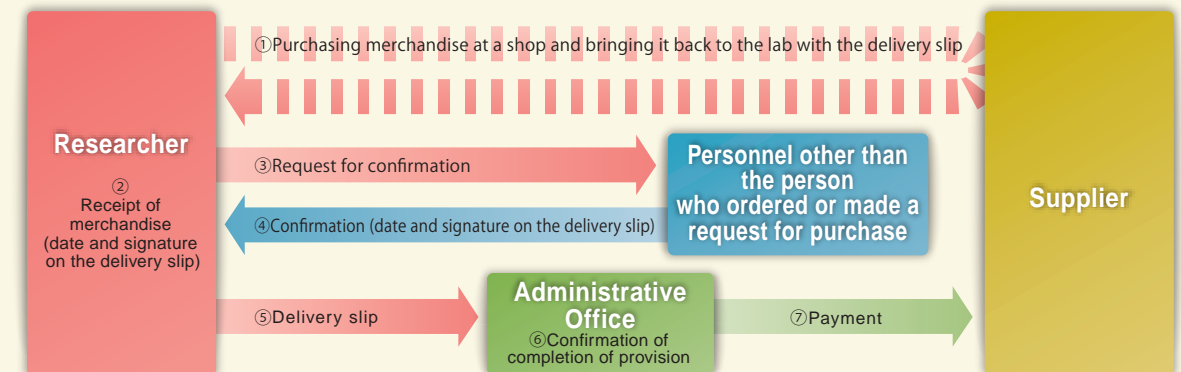 ①Purchasing merchandise at a shop and bringing it back to the lab with the delivery slip
Researcher
②
Receipt of
merchandise
(date and signature
on the delivery slip)
③Request for confirmation
Personnel other than
the person
who ordered or made a
request for purchase
Supplier
④Confirmation (date and signature on the delivery slip)
⑤Delivery slip
Administrative
Office
⑥Confirmation of
completion of provision
⑦Payment